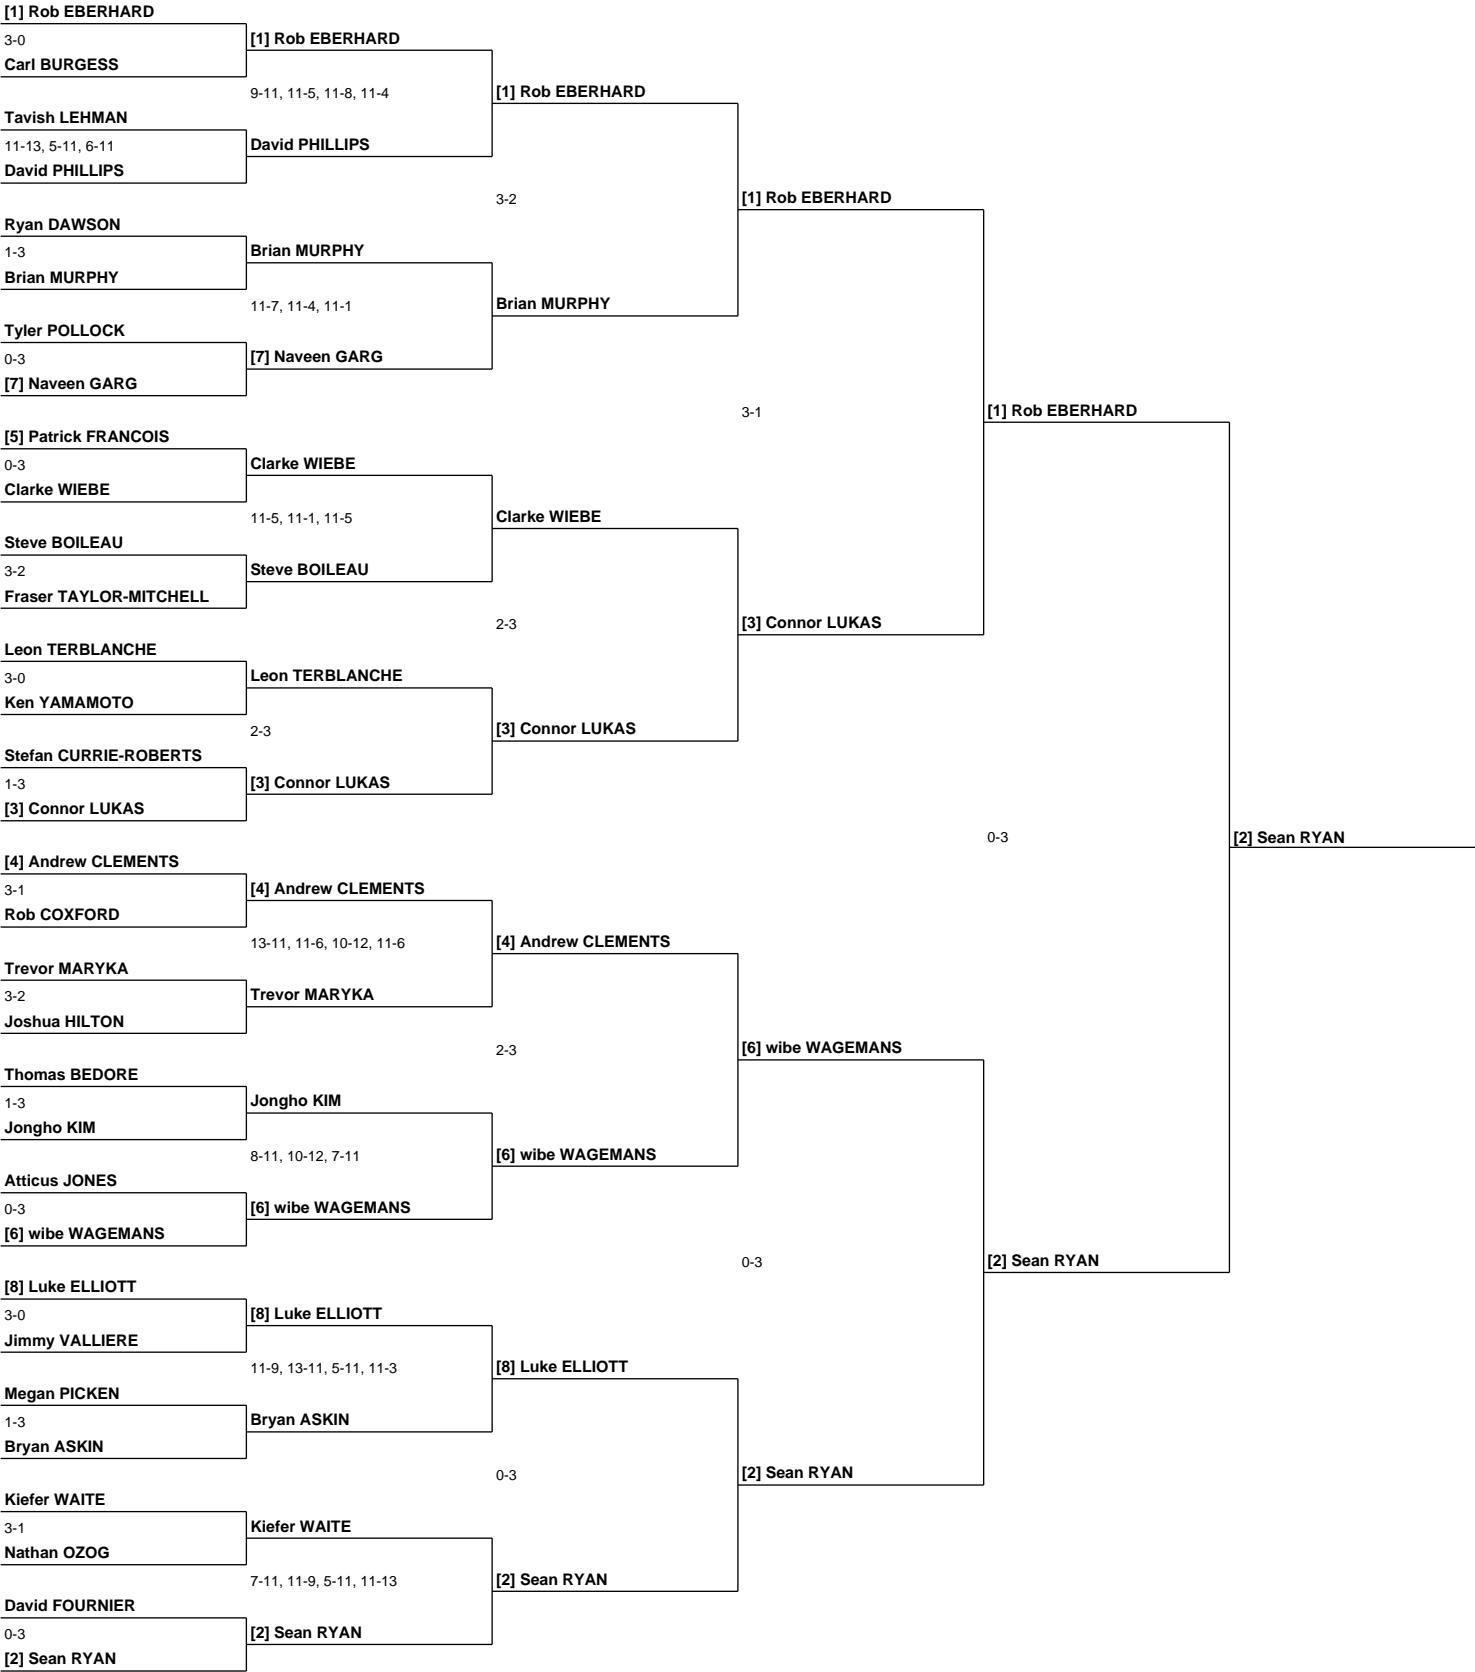 [1] Rob EBERHARD
3-0
[1] Rob EBERHARD
Carl BURGESS
9-11, 11-5, 11-8, 11-4
[1] Rob EBERHARD
Tavish LEHMAN
11-13, 5-11, 6-11
David PHILLIPS
David PHILLIPS
3-2
[1] Rob EBERHARD
Ryan DAWSON
1-3
Brian MURPHY
Brian MURPHY
11-7, 11-4, 11-1
Brian MURPHY
Tyler POLLOCK
0-3
[7] Naveen GARG
[7] Naveen GARG
3-1
[1] Rob EBERHARD
[5] Patrick FRANCOIS
0-3
Clarke WIEBE
Clarke WIEBE
11-5, 11-1, 11-5
Clarke WIEBE
Steve BOILEAU
3-2
Steve BOILEAU
Fraser TAYLOR-MITCHELL
2-3
[3] Connor LUKAS
Leon TERBLANCHE
3-0
Leon TERBLANCHE
Ken YAMAMOTO
2-3
[3] Connor LUKAS
Stefan CURRIE-ROBERTS
1-3
[3] Connor LUKAS
[3] Connor LUKAS
0-3
[2] Sean RYAN
[4] Andrew CLEMENTS
3-1
[4] Andrew CLEMENTS
Rob COXFORD
13-11, 11-6, 10-12, 11-6
[4] Andrew CLEMENTS
Trevor MARYKA
3-2
Trevor MARYKA
Joshua HILTON
2-3
[6] wibe WAGEMANS
Thomas BEDORE
1-3
Jongho KIM
Jongho KIM
8-11, 10-12, 7-11
[6] wibe WAGEMANS
Atticus JONES
0-3
[6] wibe WAGEMANS
[6] wibe WAGEMANS
0-3
[2] Sean RYAN
[8] Luke ELLIOTT
3-0
[8] Luke ELLIOTT
Jimmy VALLIERE
11-9, 13-11, 5-11, 11-3
[8] Luke ELLIOTT
Megan PICKEN
1-3
Bryan ASKIN
Bryan ASKIN
0-3
[2] Sean RYAN
Kiefer WAITE
3-1
Kiefer WAITE
Nathan OZOG
7-11, 11-9, 5-11, 11-13
[2] Sean RYAN
David FOURNIER
0-3
[2] Sean RYAN
[2] Sean RYAN